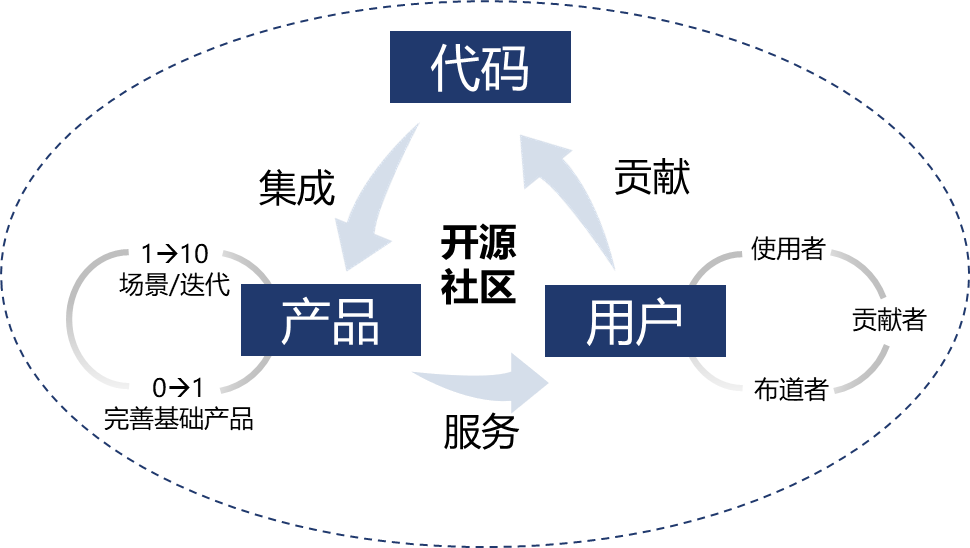 代码
集成
贡献
开源
社区
1→10
场景/迭代
产品
0→1
完善基础产品
服务
用户
使用者
贡献者
布道者